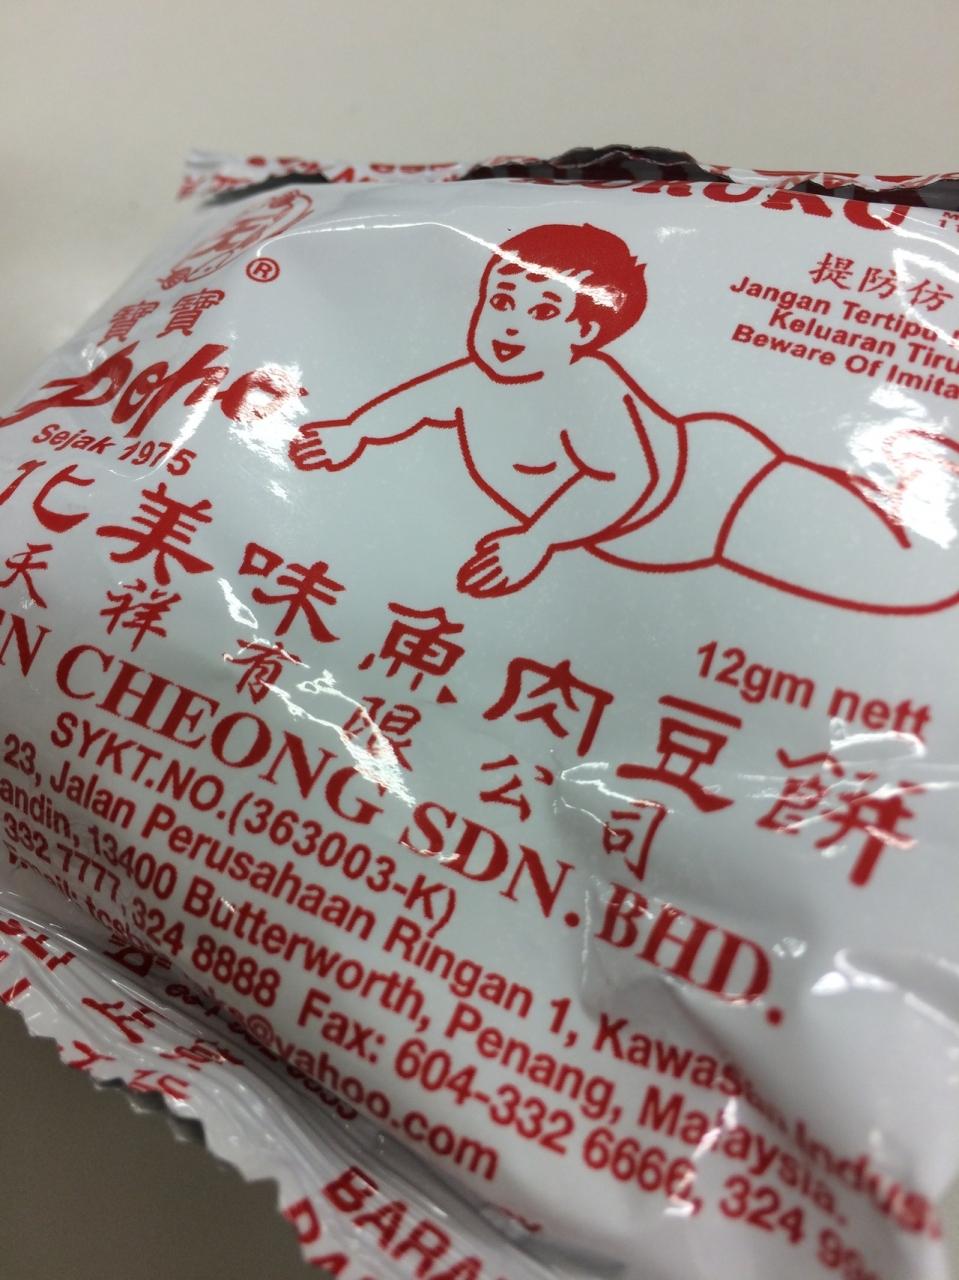 ®
寶寶
Sejak 1975
提防仿
Jangan Tertipu
Keluaran Tiru
Beware Of Imita
化美味魚肉豆餅
12gm nett
天祥有限公司
N CHEONG SDN. BHD.
SYKT.NO.(363003-K)
23, Jalan Perusahaan Ringan 1, Kawasan Indus
andin, 13400 Butterworth, Penang, Malaysia.
332 7777, 324 8888 Fax: 604-332 6666, 324 99
@yahoo.com
BARA